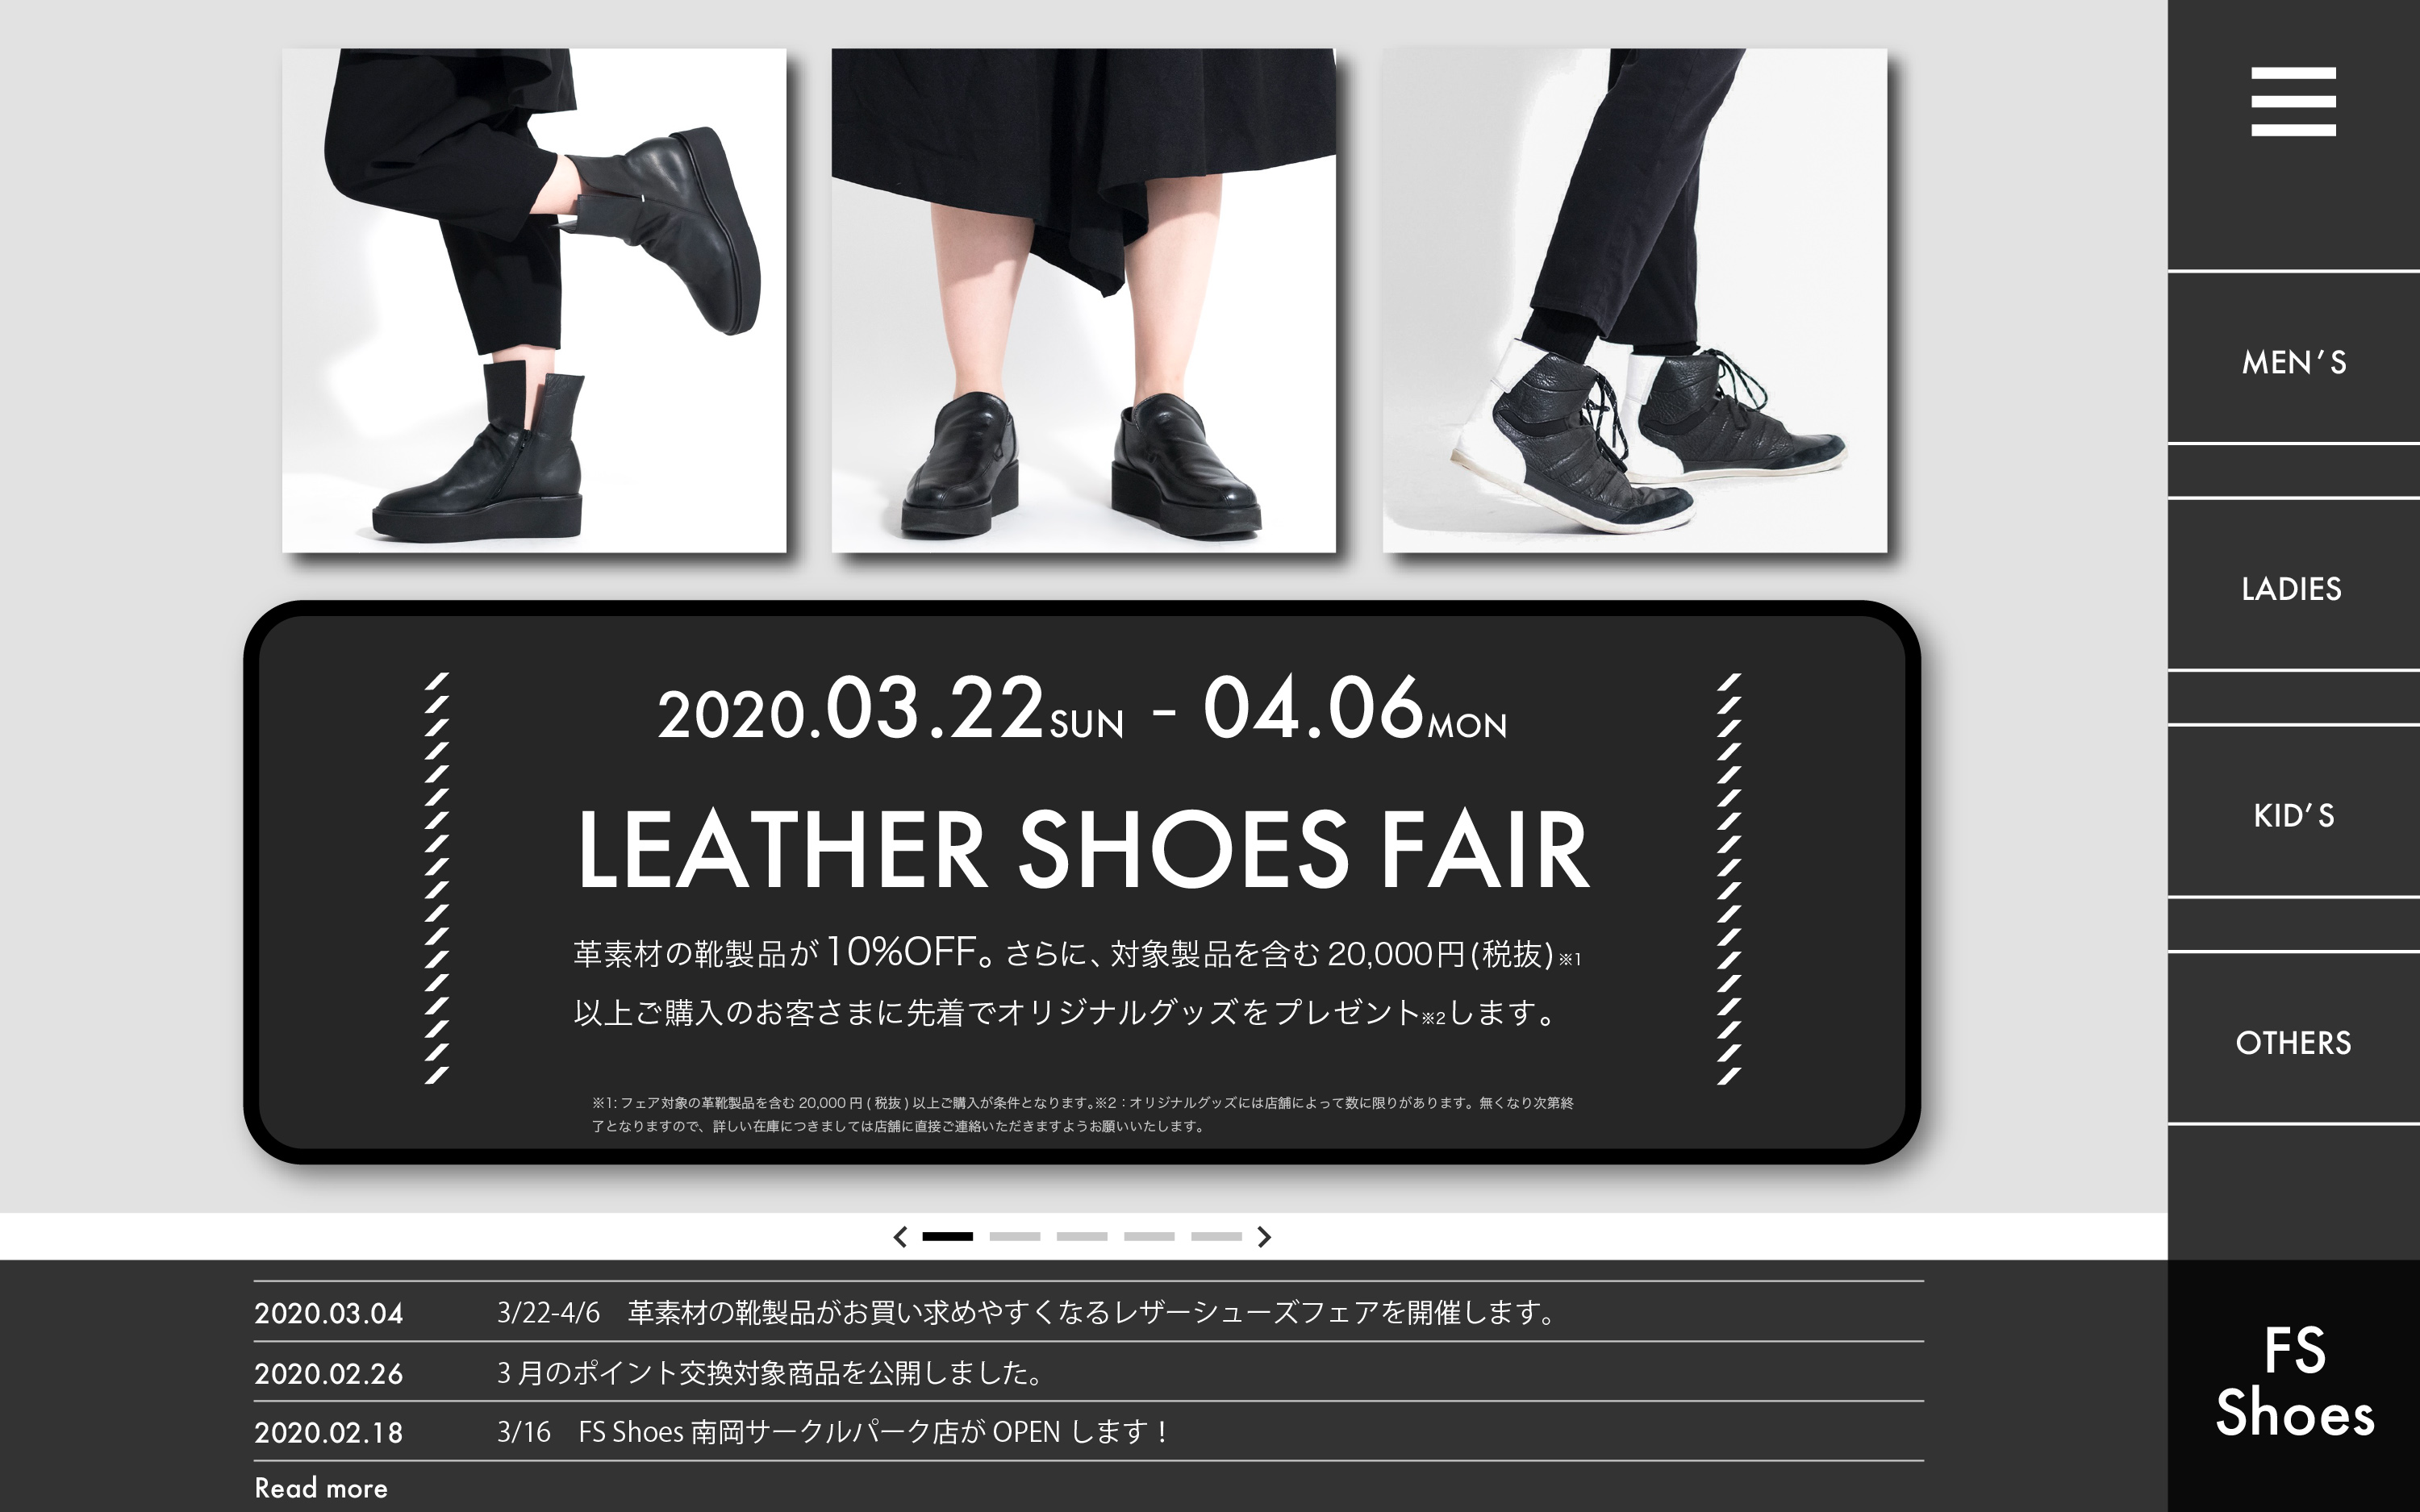 2020.03.22SUN - 04.06MON
LEATHER SHOES FAIR
革素材の靴製品が10%OFF。さらに、対象製品を含む20,000円(税抜)※1
以上ご購入のお客さまに先着でオリジナルグッズをプレゼント※2します。
※1:フェア対象の革靴製品を含む 20,000 円 ( 税抜 ) 以上ご購入が条件となります。※2：オリジナルグッズには店舗によって数に限りがあります。無くなり次第終
了となりますので、詳しい在庫につきましては店舗に直接ご連絡いただきますようお願いいたします。
2020.03.04 3/22-4/6　革素材の靴製品がお買い求めやすくなるレザーシューズフェアを開催します。
2020.02.26 3 月のポイント交換対象商品を公開しました。
2020.02.18 3/16　FS Shoes 南岡サークルパーク店が OPEN します！
Read more
MEN'S
LADIES
KID'S
OTHERS
FS
Shoes